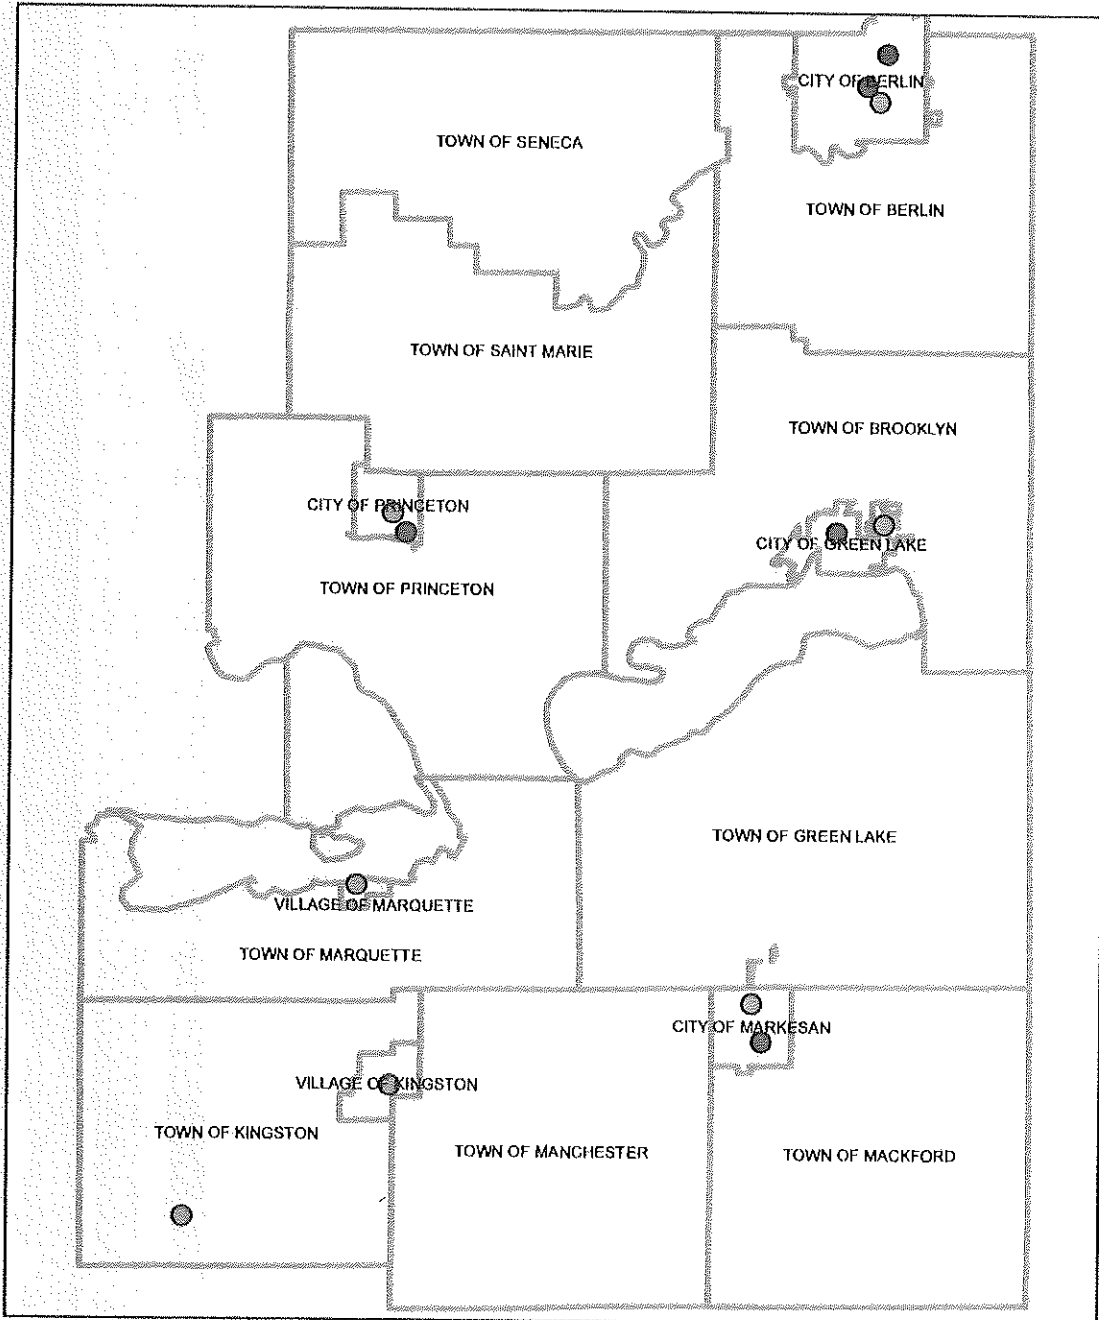 CITY OF BERLIN
TOWN OF SENECA
TOWN OF BERLIN
TOWN OF SAINT MARIE
TOWN OF BROOKLYN
CITY OF PRINCETON
CITY OF GREEN LAKE
TOWN OF PRINCETON
TOWN OF GREEN LAKE
VILLAGE OF MARQUETTE
TOWN OF MARQUETTE
CITY OF MARKESAN
VILLAGE OF KINGSTON
TOWN OF KINGSTON
TOWN OF MANCHESTER
TOWN OF MACKFORD